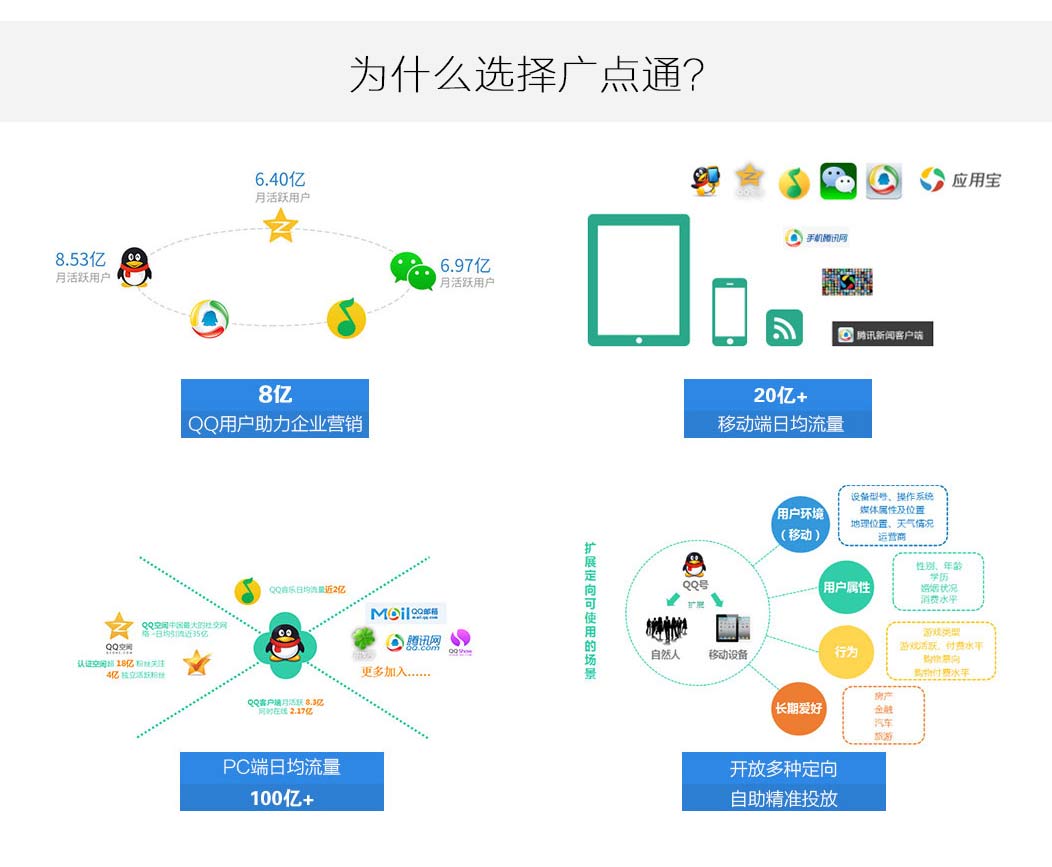 为什么选择广点通?
6.40亿
月活跃用户
8.53亿
月活跃用户
6.97亿
月活跃用户
8亿
QQ用户助力企业营销
应用宝
手机腾讯网
腾讯新闻客户端
20亿+
移动端日均流量
QQ音乐日均流量近2亿
QQ空间中国最大的社交网
络 - 日均引流近35亿
QQ空间
QZONE.COM
认证空间超 18亿 粉丝关注
4亿 独立活跃粉丝
MAil QQ邮箱
mail.qq.com
腾讯网
QQ.com
更多加入......
QQ客户端月活跃 8.3亿
同时在线 2.17亿
PC端日均流量
100亿+
扩展定向可使用的场景
QQ号
扩展
自然人
移动设备
用户环境
(移动)
设备型号、操作系统
媒体属性及位置
地理位置、天气情况
运营商
用户属性
性别、年龄
学历
婚姻状况
消费水平
行为
游戏类型
游戏活跃、付费水平
购物意向
购物付费水平
长期爱好
房产
金融
汽车
旅游
开放多种定向
自助精准投放